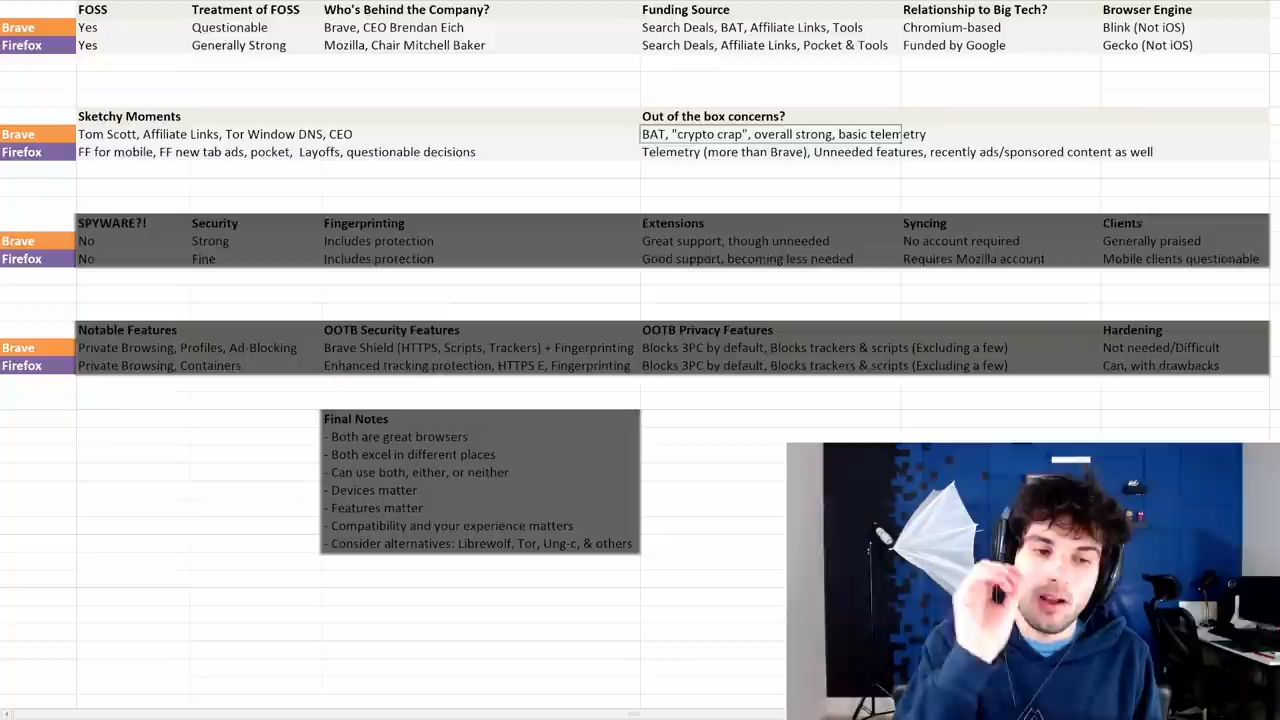 FOSS Treatment of FOSS Who's Behind the Company? Funding Source Relationship to Big Tech? Browser Engine
Brave Yes Questionable Brave, CEO Brendan Eich Search Deals, BAT, Affiliate Links, Tools Chromium-based Blink (Not iOS)
Firefox Yes Generally Strong Mozilla, Chair Mitchell Baker Search Deals, Affiliate Links, Pocket & Tools Funded by Google Gecko (Not iOS)
Sketchy Moments Out of the box concerns?
Brave Tom Scott, Affiliate Links, Tor Window DNS, CEO BAT, "crypto crap", overall strong, basic telemetry
Firefox FF for mobile, FF new tab ads, pocket, Layoffs, questionable decisions Telemetry (more than Brave), Unneeded features, recently ads/sponsored content as well
SPYWARE?! Security Fingerprinting Extensions Syncing Clients
Brave No Strong Includes protection Great support, though unneeded No account required Generally praised
Firefox No Fine Includes protection Good support, becoming less needed Requires Mozilla account Mobile clients questionable
Notable Features OOTB Security Features OOTB Privacy Features Hardening
Brave Private Browsing, Profiles, Ad-Blocking Brave Shield (HTTPS, Scripts, Trackers) + Fingerprinting Blocks 3PC by default, Blocks trackers & scripts (Excluding a few) Not needed/Difficult
Firefox Private Browsing, Containers Enhanced tracking protection, HTTPS E, Fingerprinting Blocks 3PC by default, Blocks trackers & scripts (Excluding a few) Can, with drawbacks
Final Notes
- Both are great browsers
- Both excel in different places
- Can use both, either, or neither
- Devices matter
- Features matter
- Compatibility and your experience matters
- Consider alternatives: Librewolf, Tor, Ung-c, & others